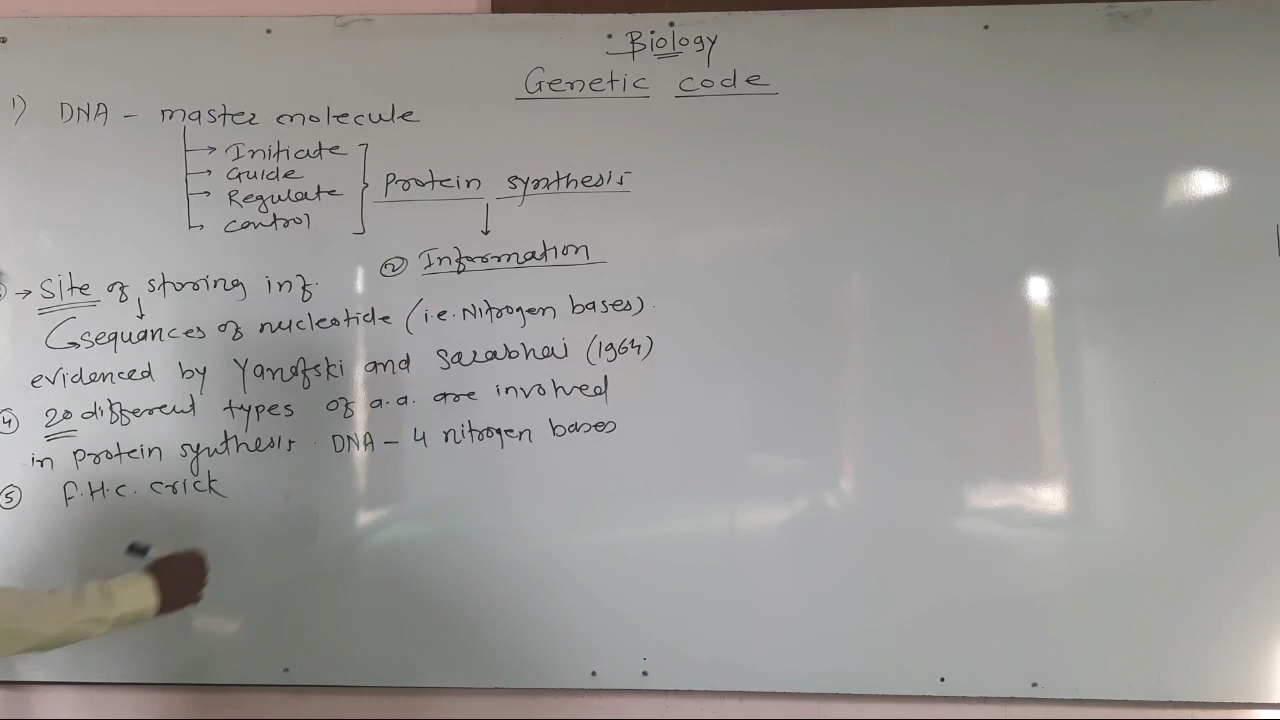 Biology
Genetic code
1) DNA - master molecule
→ Initiate
→ Guide
→ Regulate
→ control
Protein synthesis
② Information
→ site of storing inf.
sequances of nucleotide (i.e. Nitrogen bases).
evidenced by Yanofski and Sarabhai (1964)
④ 20 different types of a.a. are involved
in protein synthesis. DNA - 4 nitrogen bases
⑤ F.H.C. crick